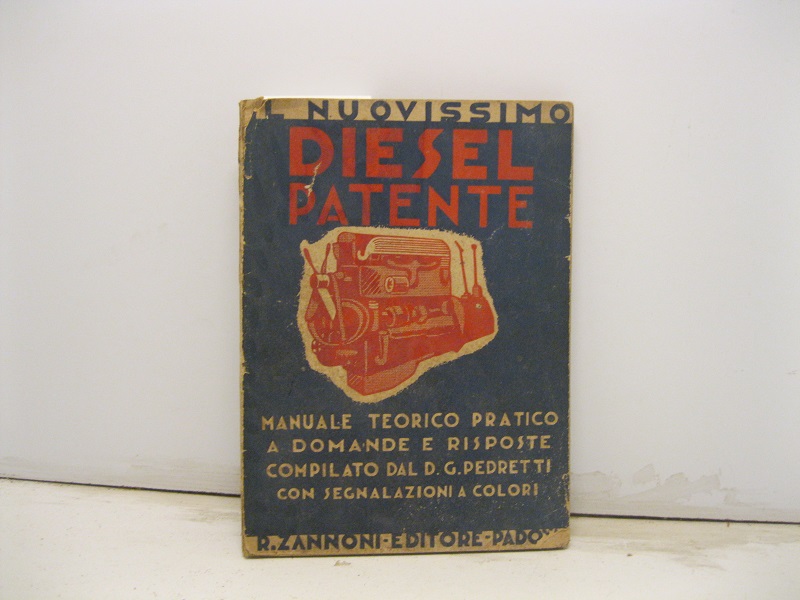 IL NUOVISSIMO
DIESEL
PATENTE
MANUALE TEORICO PRATICO
A DOMANDE E RISPOSTE
COMPILATO DAL D. G. PEDRETTI
CON SEGNALAZIONI A COLORI
R. ZANNONI - EDITORE -